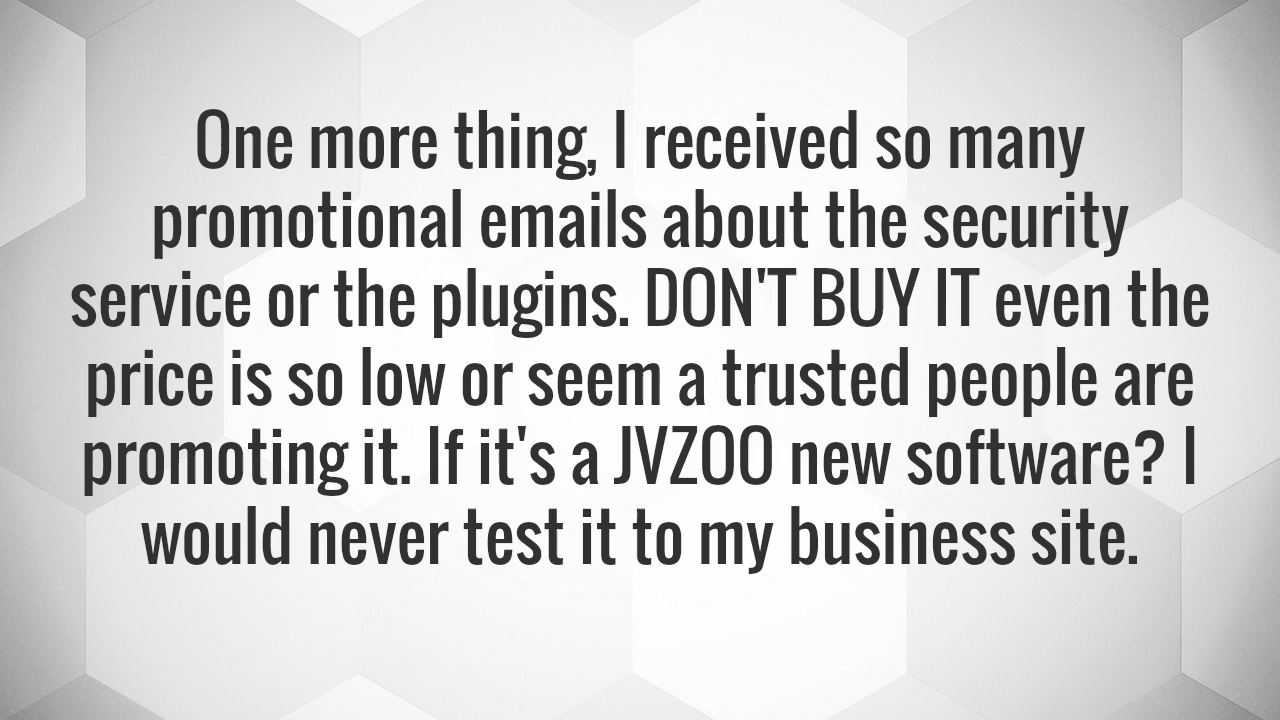 One more thing, I received so many
promotional emails about the security
service or the plugins. DON'T BUY IT even the
price is so low or seem a trusted people are
promoting it. If it's a JVZOO new software? I
would never test it to my business site.